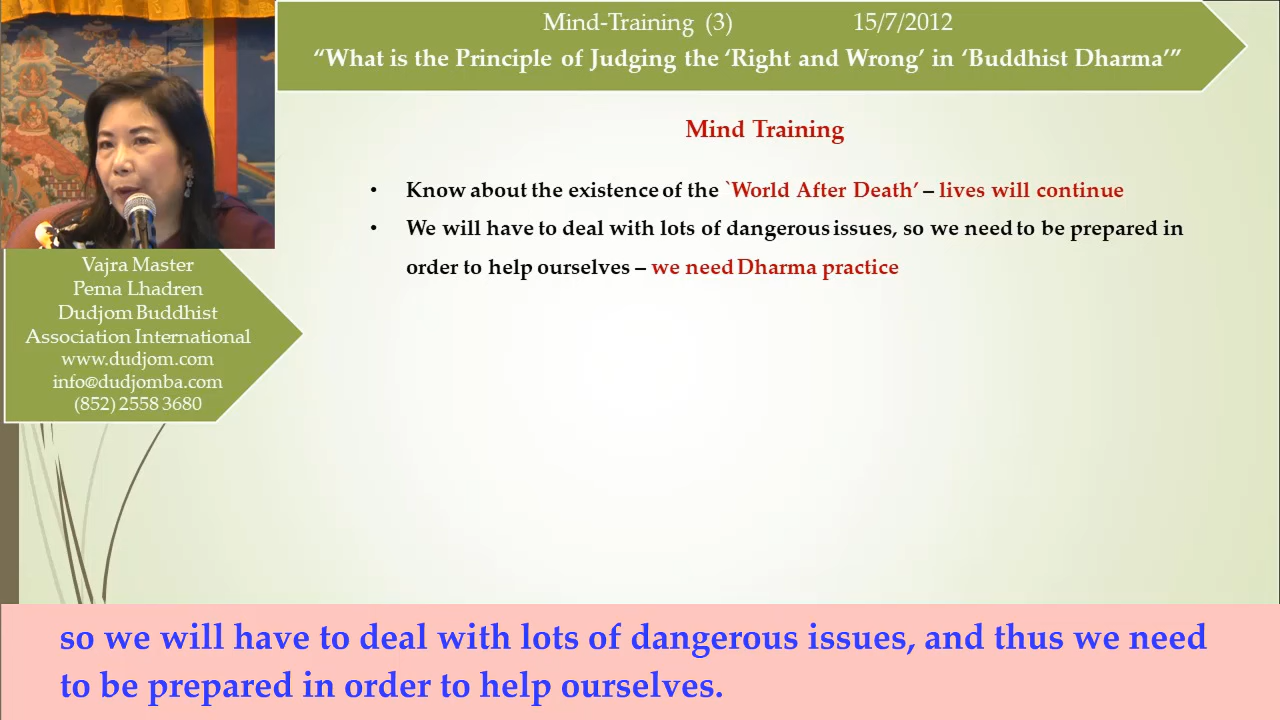 Mind-Training (3) 15/7/2012
“What is the Principle of Judging the ‘Right and Wrong’ in ‘Buddhist Dharma’”
Mind Training
• Know about the existence of the `World After Death’ – lives will continue
• We will have to deal with lots of dangerous issues, so we need to be prepared in
order to help ourselves – we need Dharma practice
Vajra Master
Pema Lhadren
Dudjom Buddhist
Association International
www.dudjom.com
info@dudjomba.com
(852) 2558 3680
so we will have to deal with lots of dangerous issues, and thus we need
to be prepared in order to help ourselves.